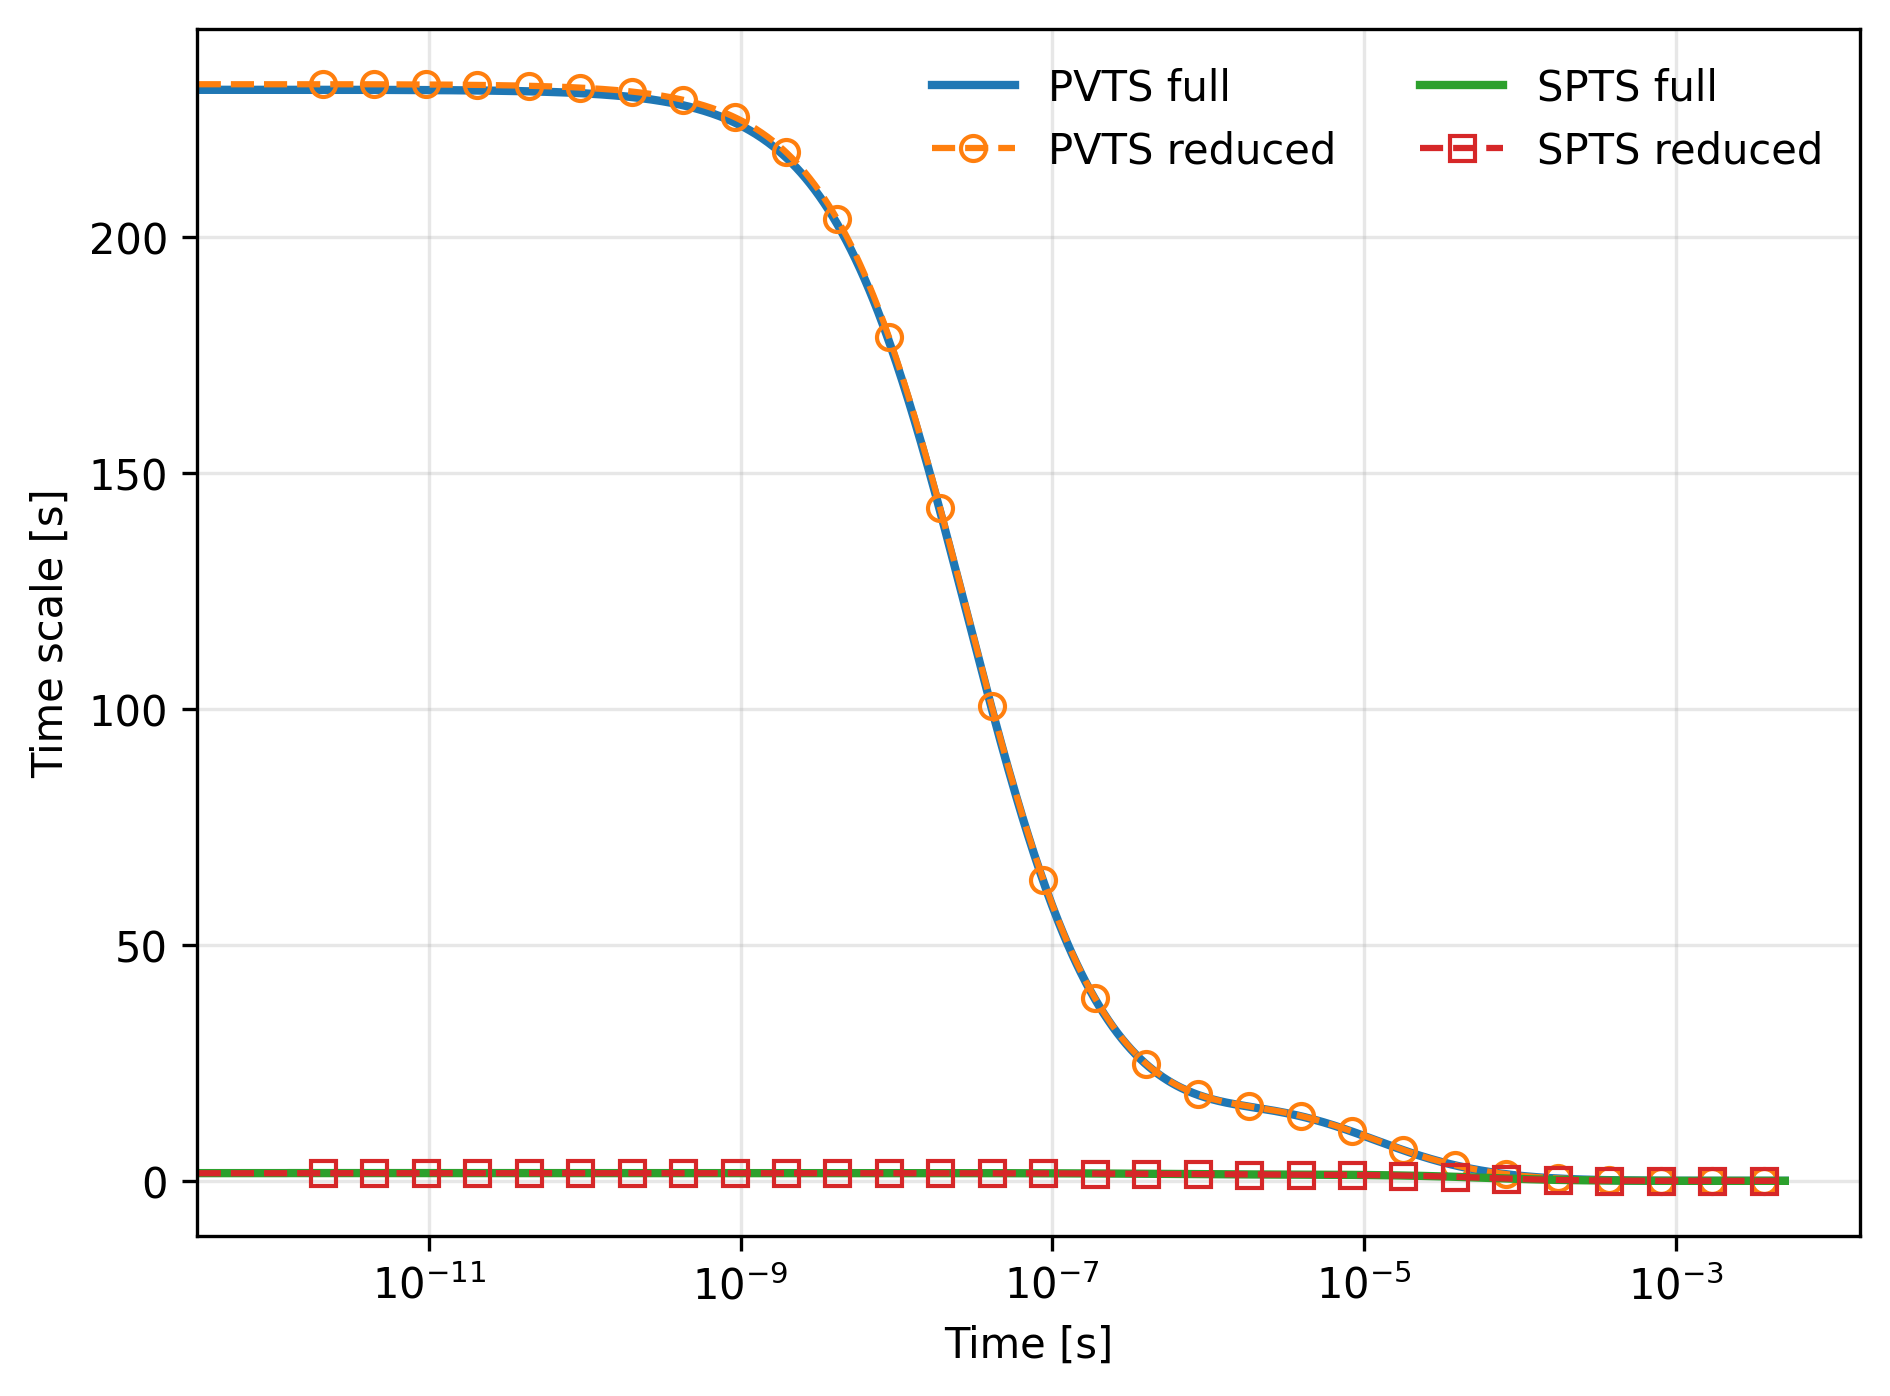 PVTS full
PVTS reduced
SPTS full
SPTS reduced
Time scale [s]
200
150
100
50
0
10⁻¹¹ 10⁻⁹ 10⁻⁷ 10⁻⁵ 10⁻³
Time [s]